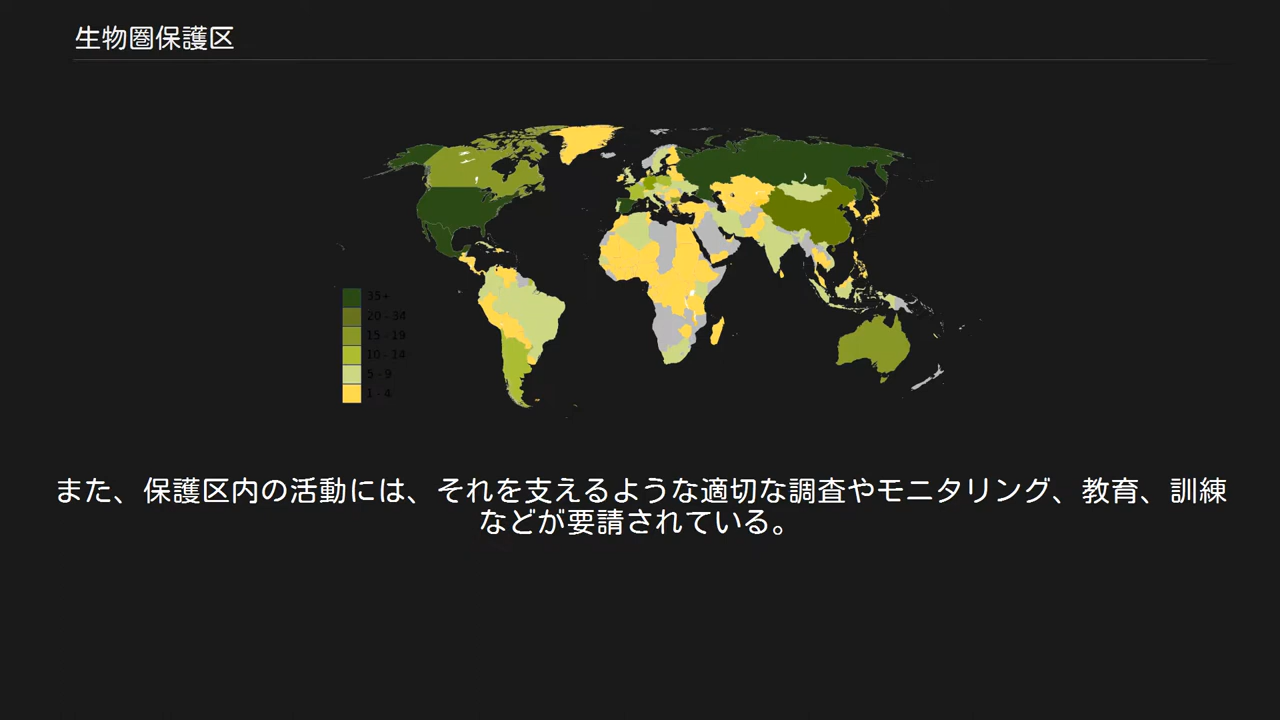 生物圏保護区
35+
20 - 34
15 - 19
10 - 14
5 - 9
1 - 4
また、保護区内の活動には、それを支えるような適切な調査やモニタリング、教育、訓練
などが要請されている。